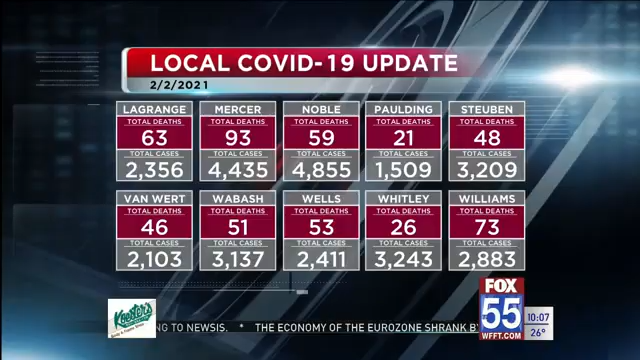 LOCAL COVID-19 UPDATE
2/2/2021
LAGRANGE MERCER NOBLE PAULDING STEUBEN
TOTAL DEATHS TOTAL DEATHS TOTAL DEATHS TOTAL DEATHS TOTAL DEATHS
63 93 59 21 48
TOTAL CASES TOTAL CASES TOTAL CASES TOTAL CASES TOTAL CASES
2,356 4,435 4,855 1,509 3,209
VAN WERT WABASH WELLS WHITLEY WILLIAMS
TOTAL DEATHS TOTAL DEATHS TOTAL DEATHS TOTAL DEATHS TOTAL DEATHS
46 51 53 26 73
TOTAL CASES TOTAL CASES TOTAL CASES TOTAL CASES TOTAL CASES
2,103 3,137 2,411 3,243 2,883
FOX
55
WFFT.COM
10:07
26°
Keester's
NG TO NEWSIS. * THE ECONOMY OF THE EUROZONE SHRANK BY